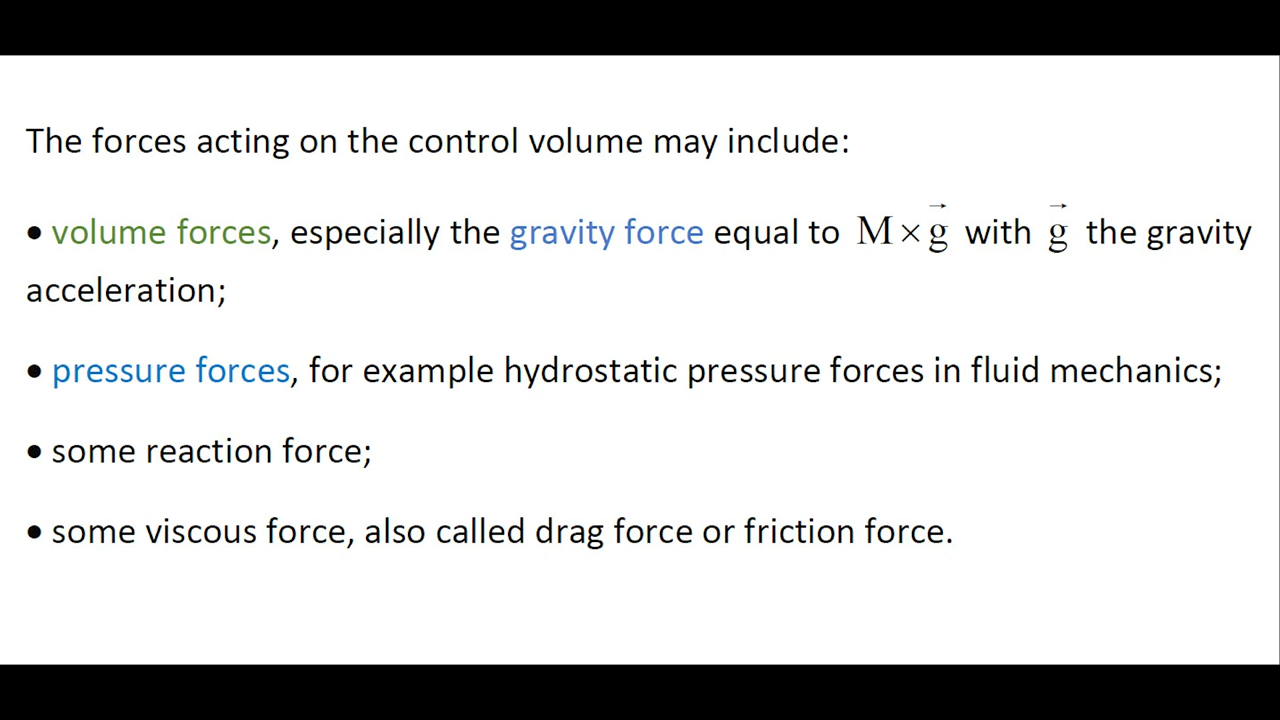 The forces acting on the control volume may include:
• volume forces, especially the gravity force equal to M × g⃗ with g⃗ the gravity
acceleration;
• pressure forces, for example hydrostatic pressure forces in fluid mechanics;
• some reaction force;
• some viscous force, also called drag force or friction force.